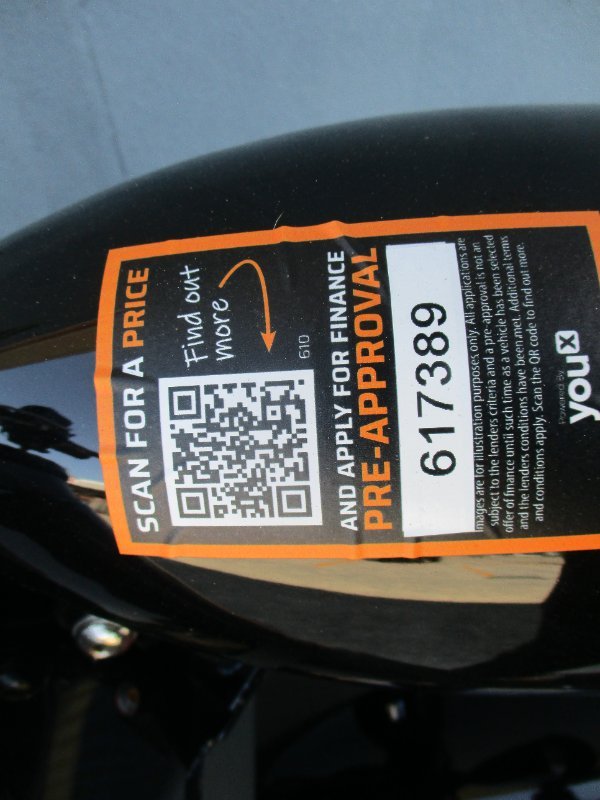 SCAN FOR A PRICE
Find out
more
610
AND APPLY FOR FINANCE
PRE-APPROVAL
617389
Images are for illustration purposes only. All applications are
subject to the lenders criteria and a pre-approval is not an
offer of finance until such time as a vehicle has been selected
and the lenders conditions have been met. Additional terms
and conditions apply. Scan the QR code to find out more.
Powered By
youX